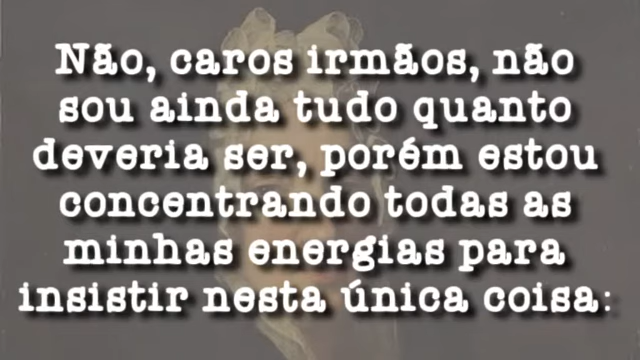 Não, caros irmãos, não
sou ainda tudo quanto
deveria ser, porém estou
concentrando todas as
minhas energias para
insistir nesta única coisa: